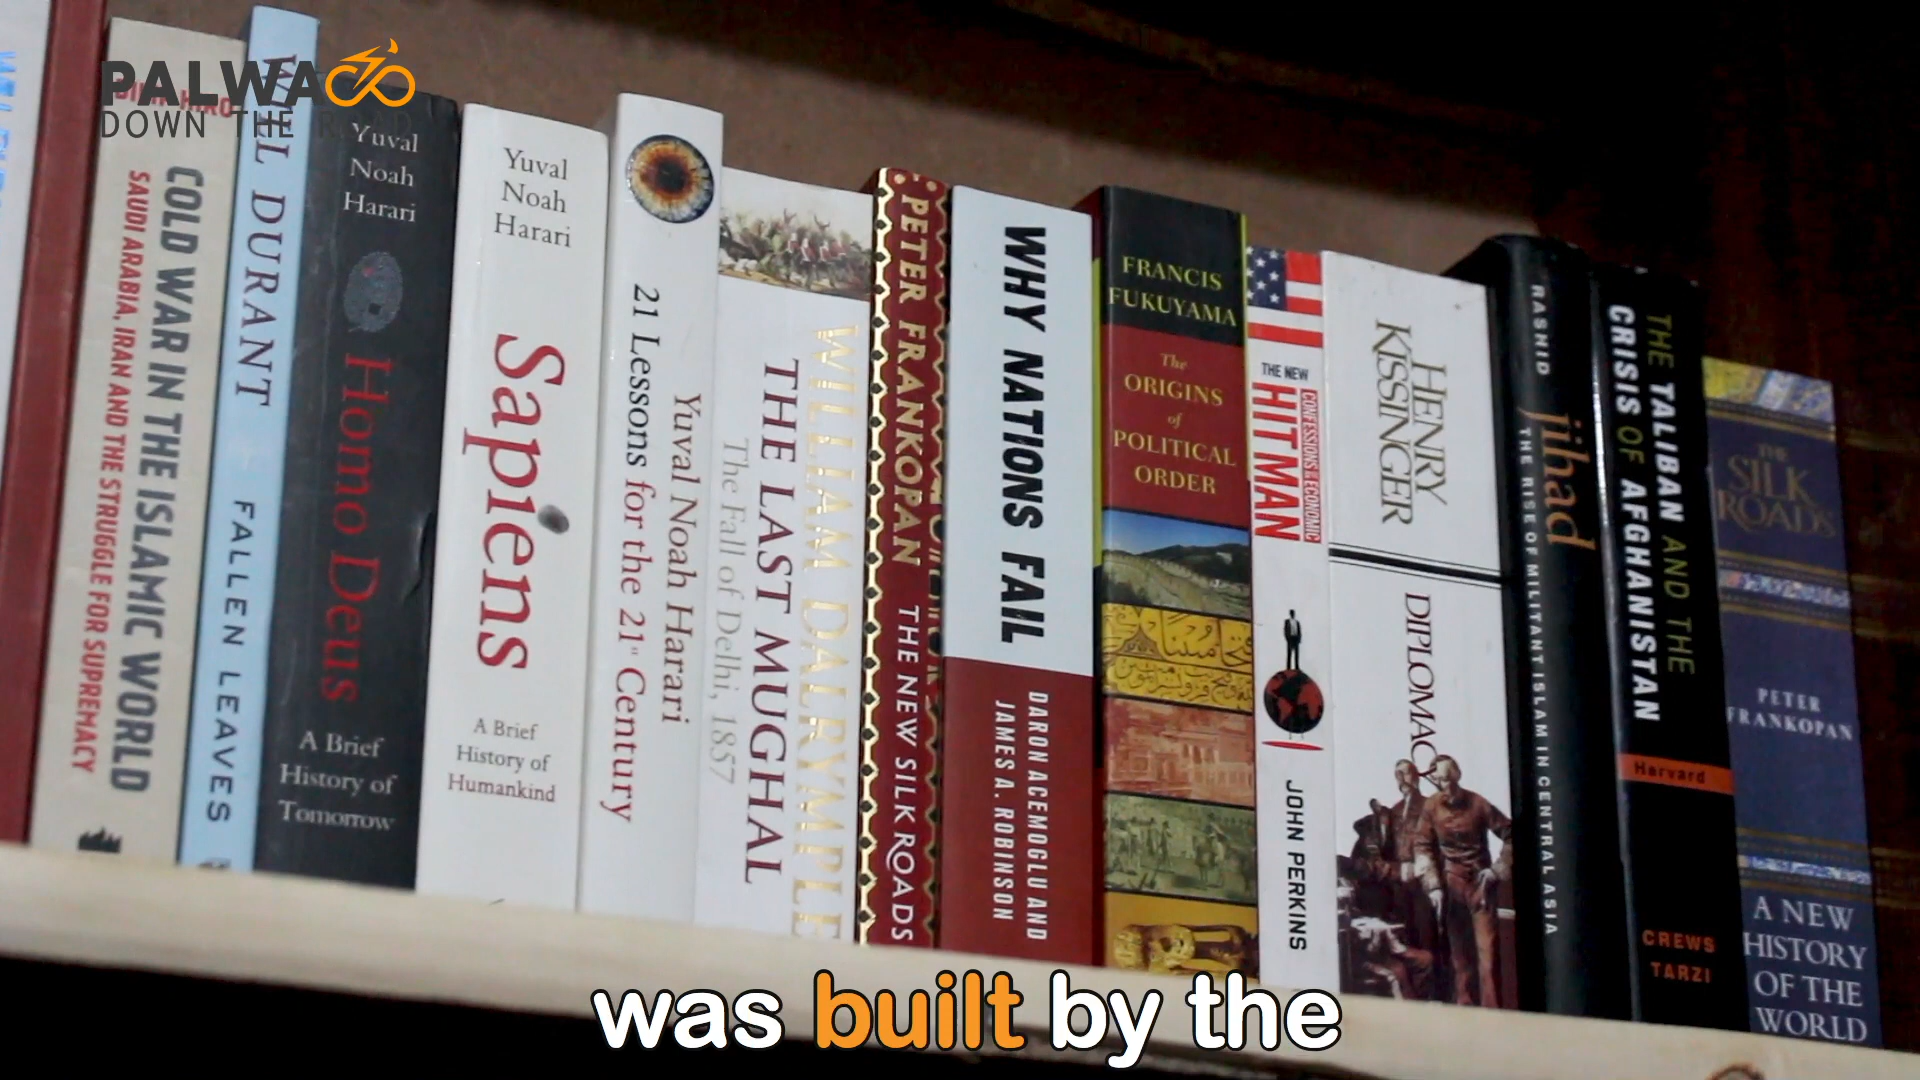 PALWA
DOWN THE ROAD
COLD WAR IN THE ISLAMIC WORLD
SAUDI ARABIA, IRAN AND THE STRUGGLE FOR SUPREMACY
WILL DURANT FALLEN LEAVES
Yuval
Noah
Harari
Homo Deus
A Brief
History of
Tomorrow
Yuval
Noah
Harari
Sapiens
A Brief
History of
Humankind
Yuval Noah Harari
21 Lessons for the 21st Century
WILLIAM DALRYMPLE
THE LAST MUGHAL
The Fall of Delhi, 1857
PETER FRANKOPAN THE NEW SILK ROADS
WHY NATIONS FAIL
DARON ACEMOGLU AND
JAMES A. ROBINSON
FRANCIS
FUKUYAMA
The
ORIGINS
of
POLITICAL
ORDER
THE NEW
CONFESSIONS ECONOMIC
HIT MAN
JOHN PERKINS
HENRY
KISSINGER
DIPLOMACY
RASHID
jihad
THE RISE OF MILITANT ISLAM IN CENTRAL ASIA
THE TALIBAN AND THE
CRISIS OF AFGHANISTAN
Harvard
CREWS
TARZI
THE
SILK
ROADS
PETER
FRANKOPAN
A NEW
HISTORY
OF THE
WORLD
was built by the